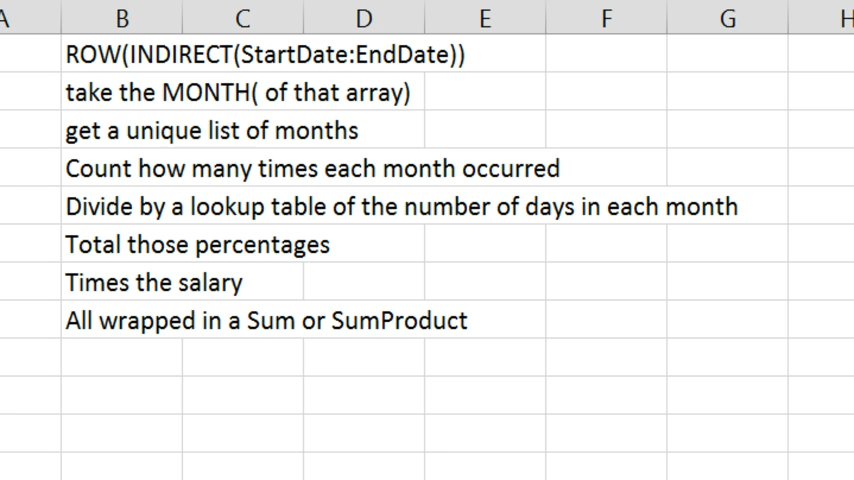 A B C D E F G H
ROW(INDIRECT(StartDate:EndDate))
take the MONTH( of that array)
get a unique list of months
Count how many times each month occurred
Divide by a lookup table of the number of days in each month
Total those percentages
Times the salary
All wrapped in a Sum or SumProduct